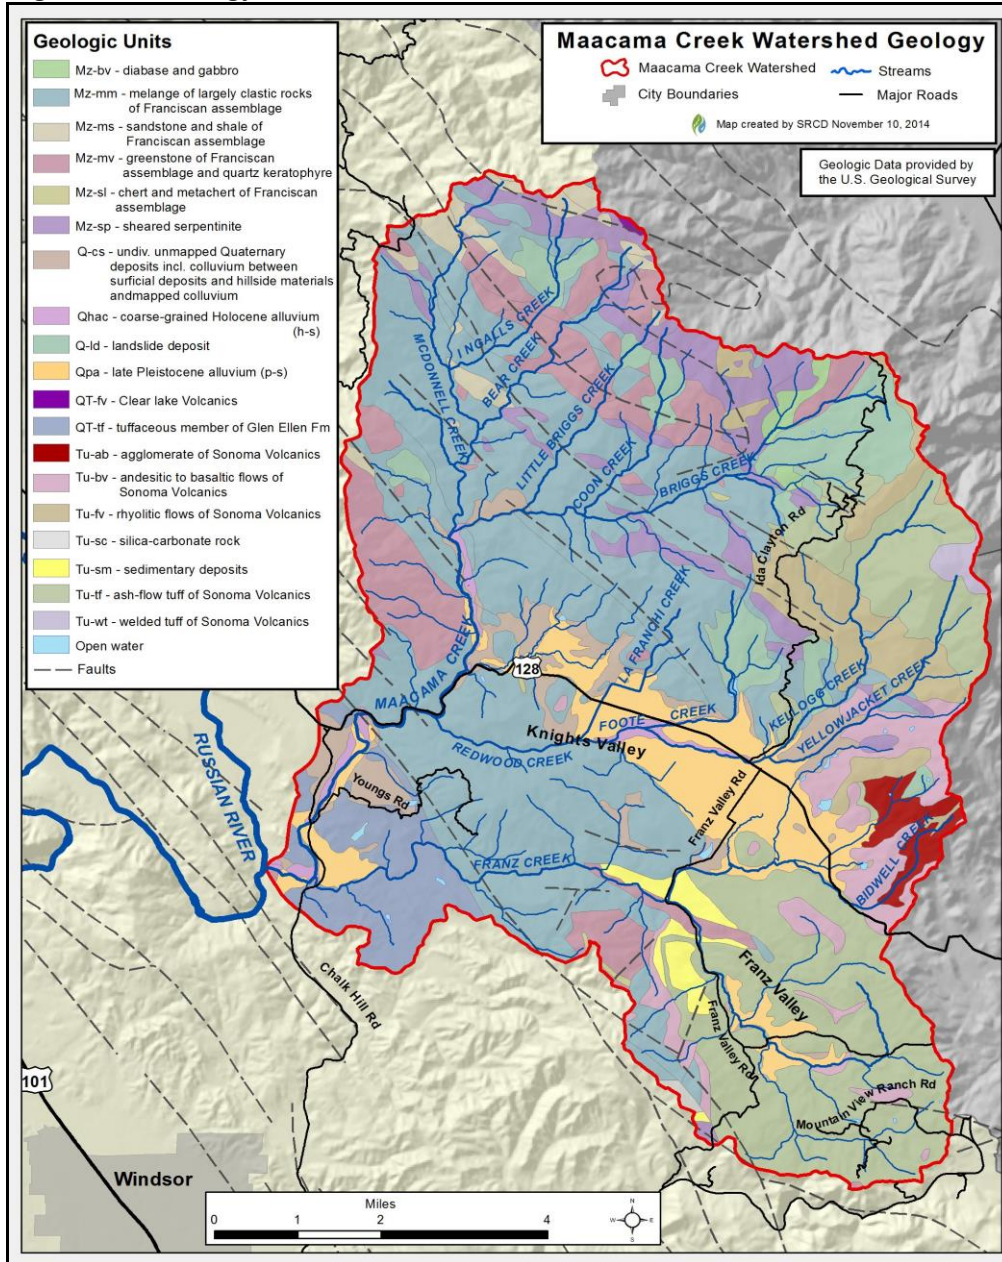 Geologic Units
Mz-bv - diabase and gabbro
Mz-mm - melange of largely clastic rocks
of Franciscan assemblage
Mz-ms - sandstone and shale of
Franciscan assemblage
Mz-mv - greenstone of Franciscan
assemblage and quartz keratophyre
Mz-sl - chert and metachert of Franciscan
assemblage
Mz-sp - sheared serpentinite
Q-cs - undiv. unmapped Quaternary
deposits incl. colluvium between
surficial deposits and hillside materials
andmapped colluvium
Qhac - coarse-grained Holocene alluvium
(h-s)
Q-ld - landslide deposit
Qpa - late Pleistocene alluvium (p-s)
QT-fv - Clear lake Volcanics
QT-tf - tuffaceous member of Glen Ellen Fm
Tu-ab - agglomerate of Sonoma Volcanics
Tu-bv - andesitic to basaltic flows of
Sonoma Volcanics
Tu-fv - rhyolitic flows of Sonoma Volcanics
Tu-sc - silica-carbonate rock
Tu-sm - sedimentary deposits
Tu-tf - ash-flow tuff of Sonoma Volcanics
Tu-wt - welded tuff of Sonoma Volcanics
Open water
Faults
Maacama Creek Watershed Geology
Maacama Creek Watershed
Streams
City Boundaries
Major Roads
Map created by SRCD November 10, 2014
Geologic Data provided by
the U.S. Geological Survey
INGALLS CREEK
MCDONNELL CREEK
BEAR CREEK
LITTLE BRIGGS CREEK
COON CREEK
BRIGGS CREEK
Ida Clayton Rd
LA FRANCHI CREEK
MAACAMA CREEK
128
KELLOGG CREEK
YELLOWJACKET CREEK
FOOTE CREEK
Knights Valley
REDWOOD CREEK
RUSSIAN RIVER
Youngs Rd
Franz Valley Rd
FRANZ CREEK
BIDWELL CREEK
Chalk Hill Rd
Franz Valley
Franz Valley Rd
Mountain View Ranch Rd
101
Windsor
Miles
0 1 2 4
N
W E
S